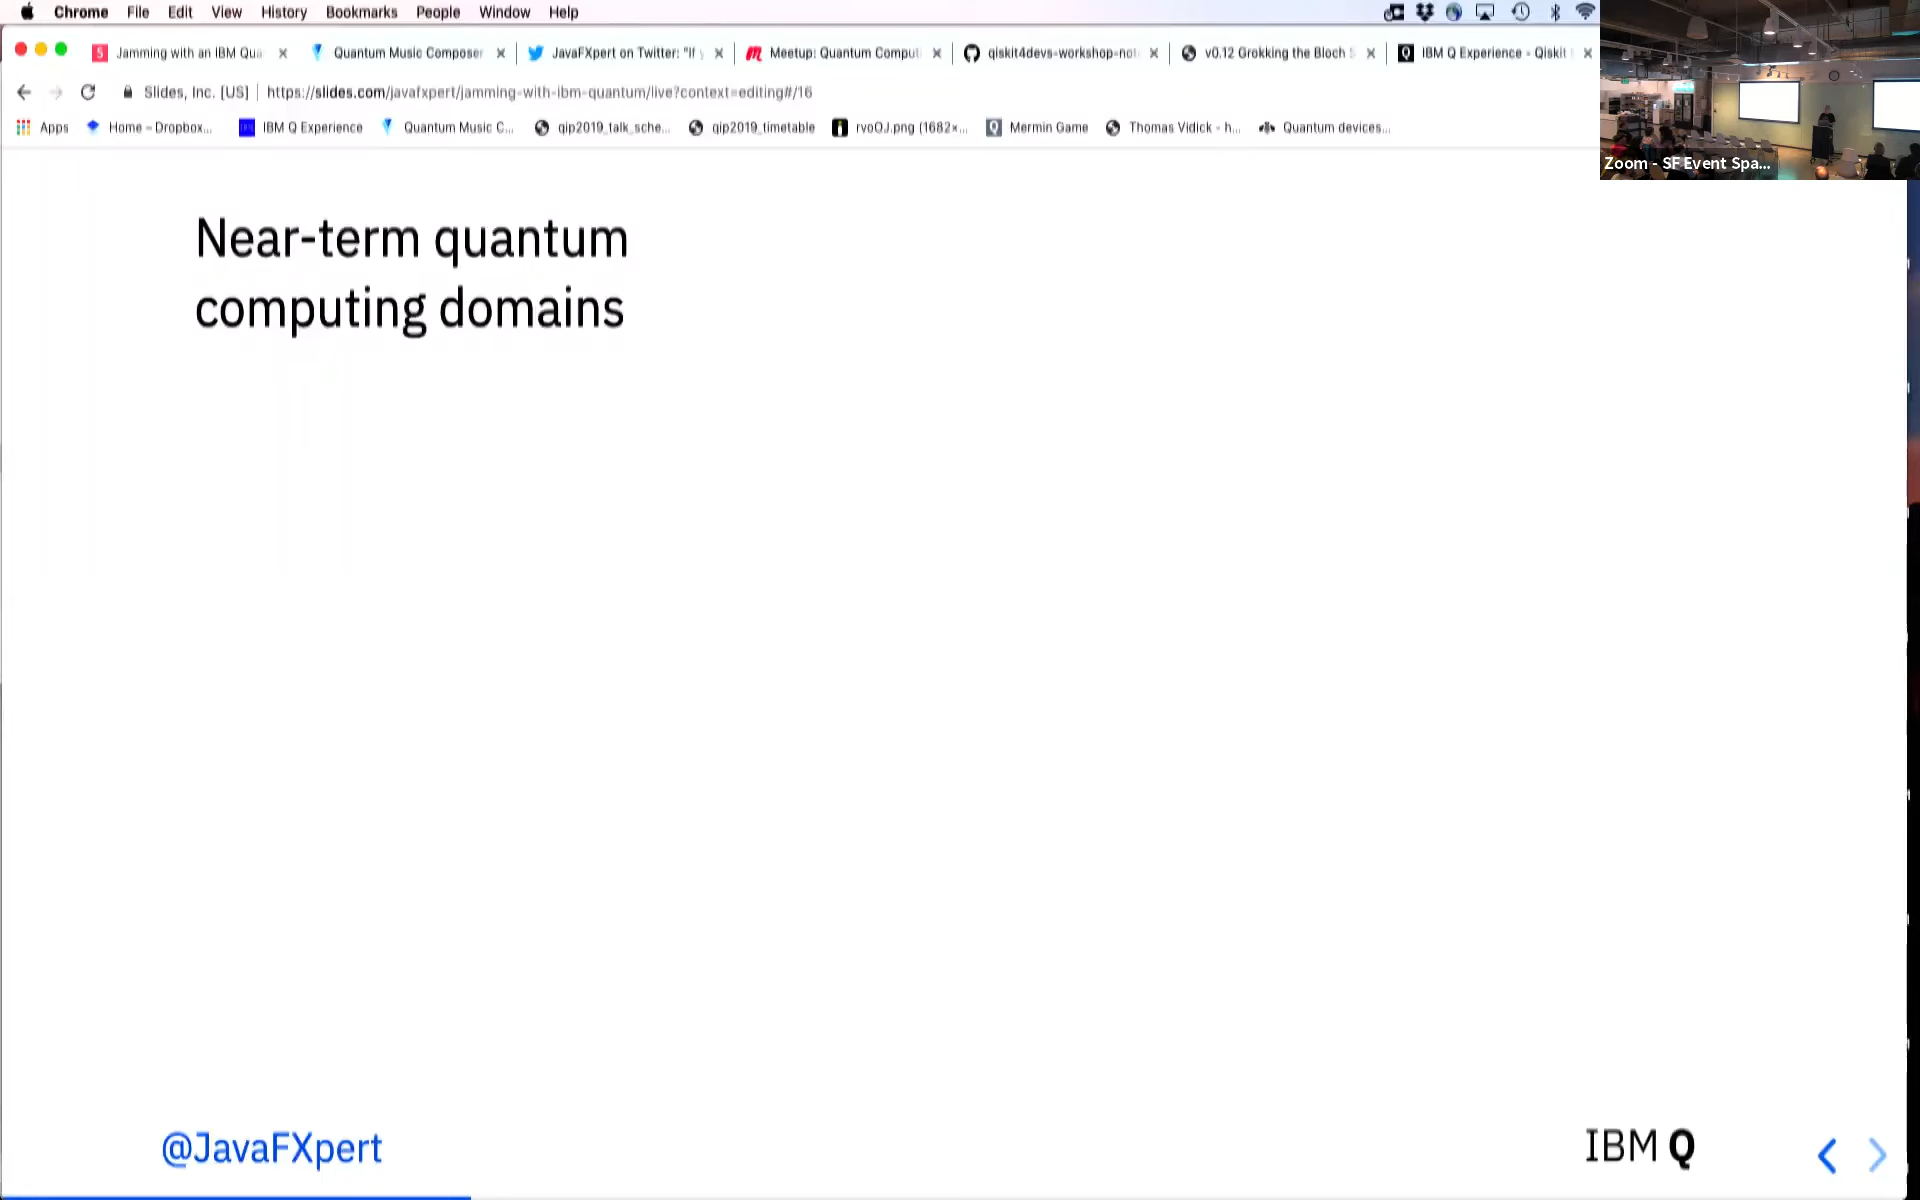 Chrome File Edit View History Bookmarks People Window Help
Jamming with an IBM Qua
Quantum Music Composer
JavaFXpert on Twitter: "If y
Meetup: Quantum Comput
qiskit4devs-workshop-not
v0.12 Grokking the Bloch S
IBM Q Experience - Qiskit
Slides, Inc. [US] | https://slides.com/javafxpert/jamming-with-ibm-quantum/live?context=editing#/16
Apps Home - Dropbox... IBM Q Experience Quantum Music C... qip2019_talk_sche... qip2019_timetable rvoOJ.png (1682×... Mermin Game Thomas Vidick - h... Quantum devices...
Zoom - SF Event Spa...
Near-term quantum
computing domains
@JavaFXpert
IBM Q